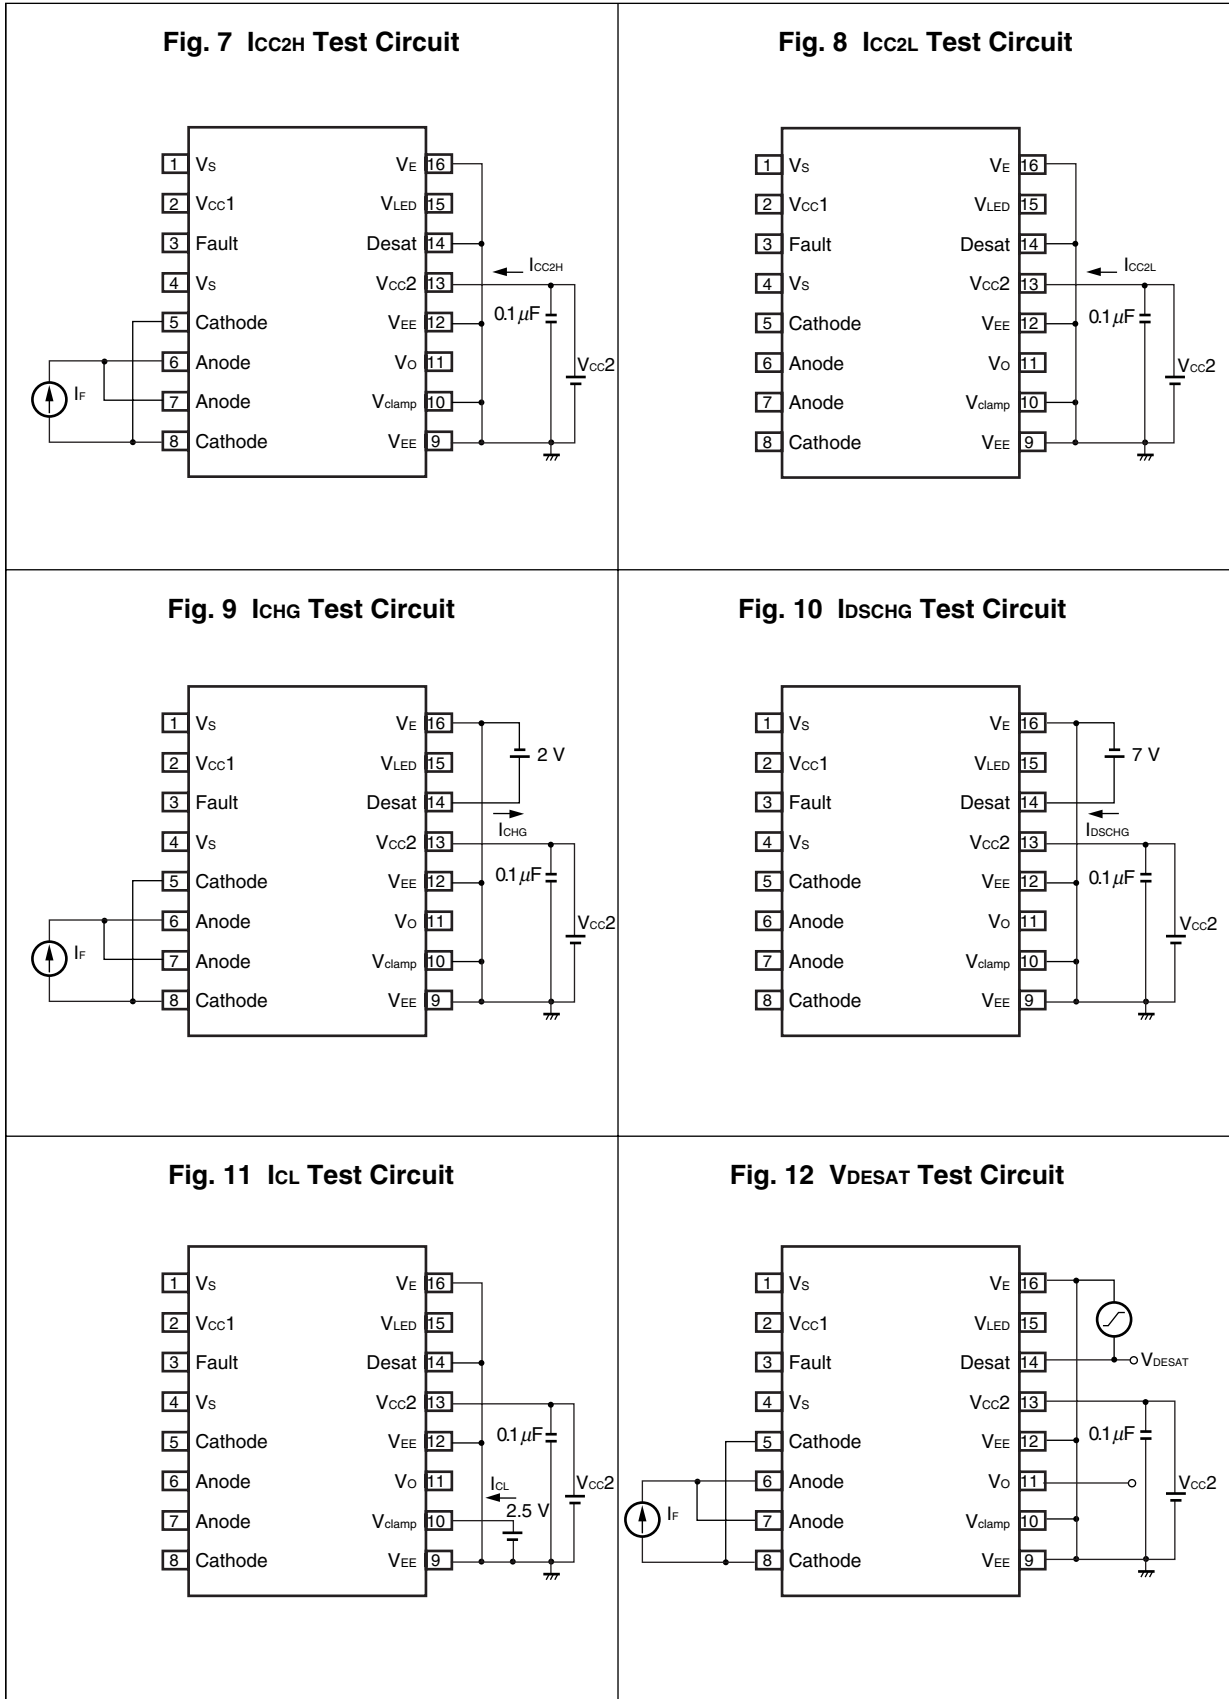 Fig. 7 ICC2H Test Circuit
1 VS VE 16
2 VCC1 VLED 15
3 Fault Desat 14
ICC2H
4 VS VCC2 13
0.1 µF
5 Cathode VEE 12
6 Anode VO 11
VCC2
IF
7 Anode Vclamp 10
8 Cathode VEE 9
Fig. 8 ICC2L Test Circuit
1 VS VE 16
2 VCC1 VLED 15
3 Fault Desat 14
ICC2L
4 VS VCC2 13
0.1 µF
5 Cathode VEE 12
6 Anode VO 11
VCC2
7 Anode Vclamp 10
8 Cathode VEE 9
Fig. 9 ICHG Test Circuit
1 VS VE 16
2 V
2 VCC1 VLED 15
3 Fault Desat 14
ICHG
4 VS VCC2 13
0.1 µF
5 Cathode VEE 12
6 Anode VO 11
VCC2
IF
7 Anode Vclamp 10
8 Cathode VEE 9
Fig. 10 IDSCHG Test Circuit
1 VS VE 16
7 V
2 VCC1 VLED 15
3 Fault Desat 14
IDSCHG
4 VS VCC2 13
0.1 µF
5 Cathode VEE 12
6 Anode VO 11
VCC2
7 Anode Vclamp 10
8 Cathode VEE 9
Fig. 11 ICL Test Circuit
1 VS VE 16
2 VCC1 VLED 15
3 Fault Desat 14
4 VS VCC2 13
0.1 µF
5 Cathode VEE 12
6 Anode VO 11
ICL
VCC2
2.5 V
7 Anode Vclamp 10
8 Cathode VEE 9
Fig. 12 VDESAT Test Circuit
1 VS VE 16
2 VCC1 VLED 15
3 Fault Desat 14
VDESAT
4 VS VCC2 13
0.1 µF
5 Cathode VEE 12
6 Anode VO 11
VCC2
IF
7 Anode Vclamp 10
8 Cathode VEE 9